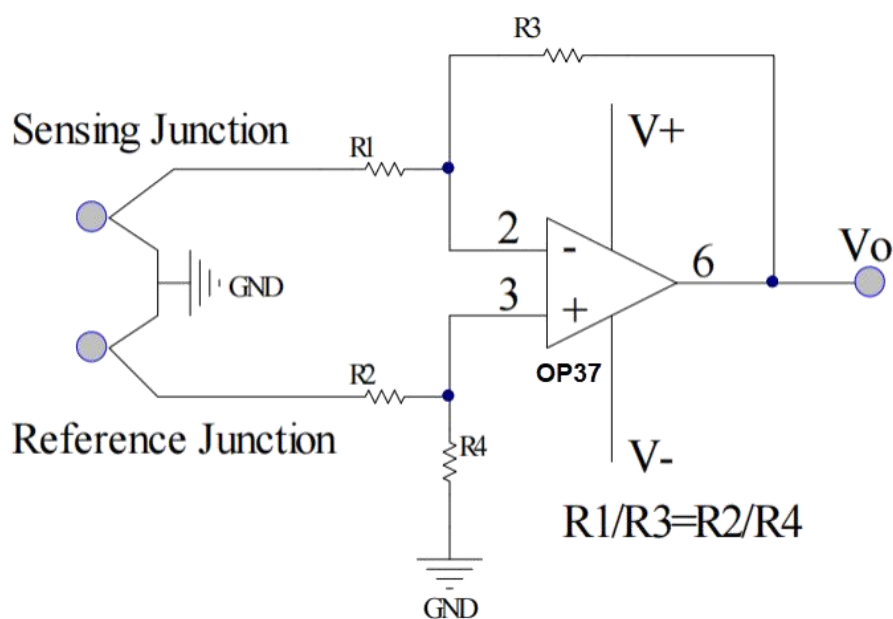 R3
Sensing Junction
R1
V+
2
-
6
Vo
GND
3
+
OP37
R2
Reference Junction
R4
V-
R1/R3=R2/R4
GND